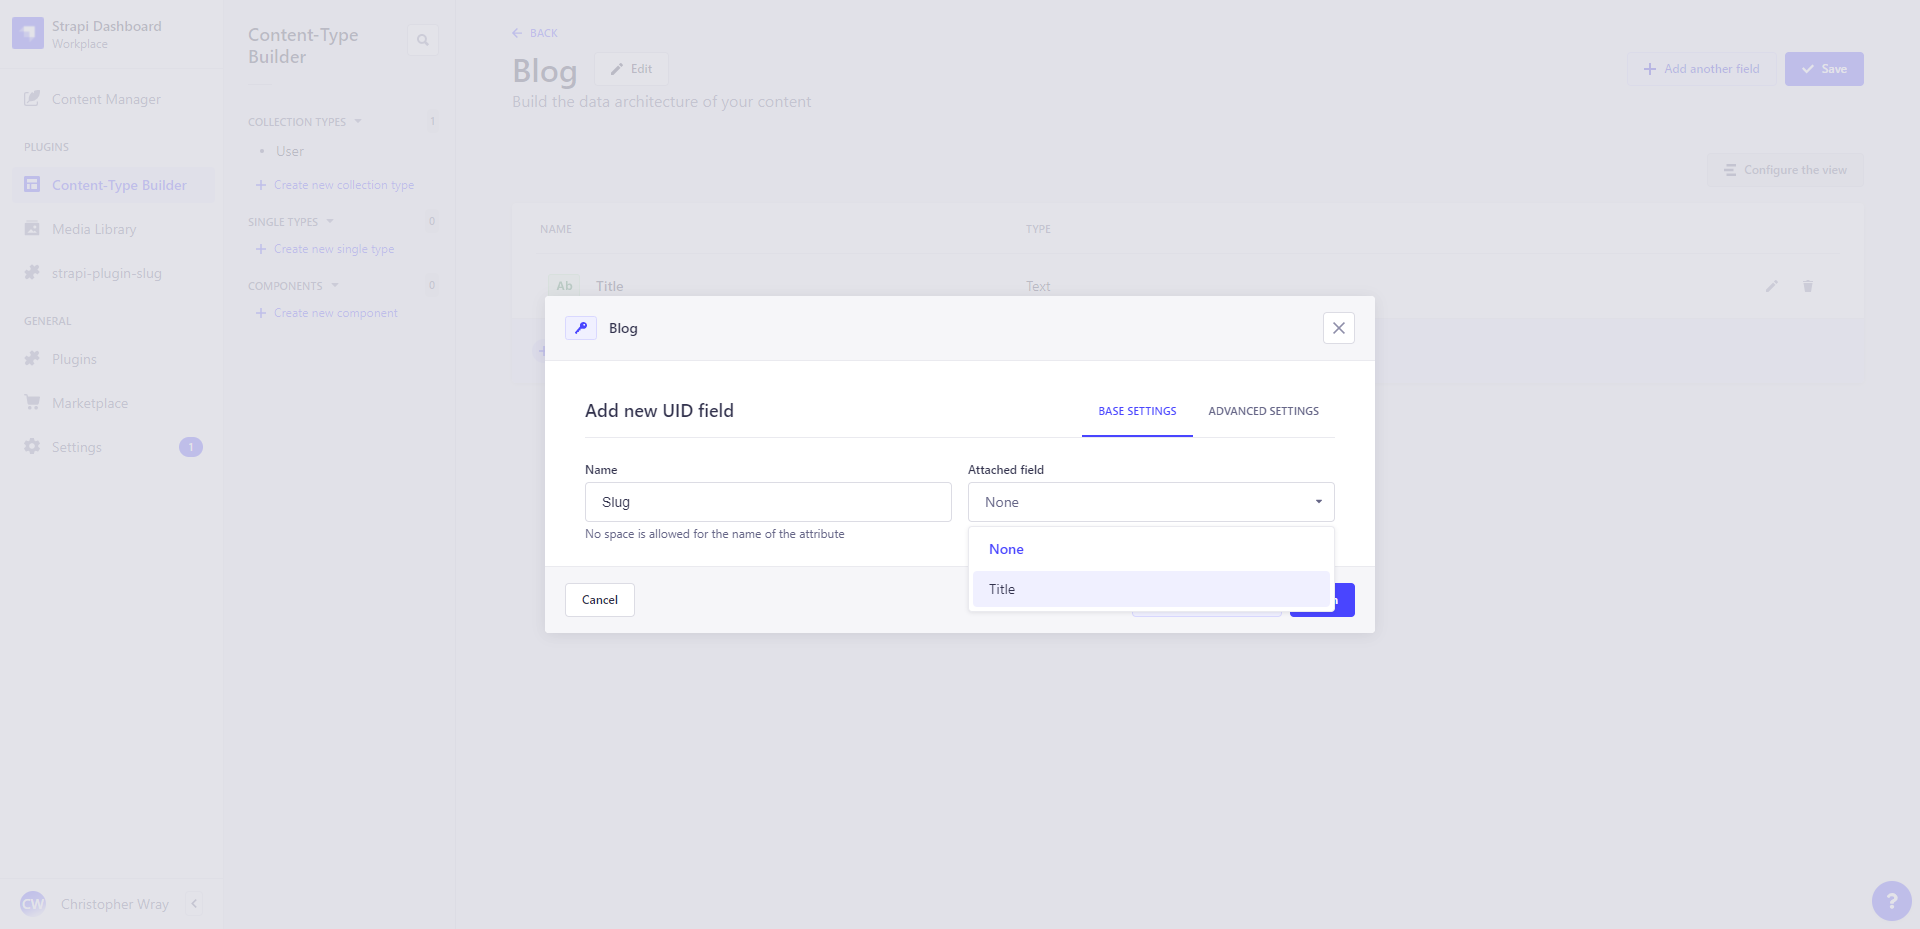 Strapi Dashboard
Workplace
Content Manager
PLUGINS
Content-Type Builder
Media Library
strapi-plugin-slug
GENERAL
Plugins
Marketplace
Settings
1
CW
Christopher Wray
Content-Type
Builder
COLLECTION TYPES
1
User
Create new collection type
SINGLE TYPES
0
Create new single type
COMPONENTS
0
Create new component
BACK
Blog
Edit
Build the data architecture of your content
Add another field
Save
Configure the view
NAME
TYPE
Ab
Title
Text
Blog
Add new UID field
BASE SETTINGS
ADVANCED SETTINGS
Name
Slug
No space is allowed for the name of the attribute
Attached field
None
None
Title
Cancel
?